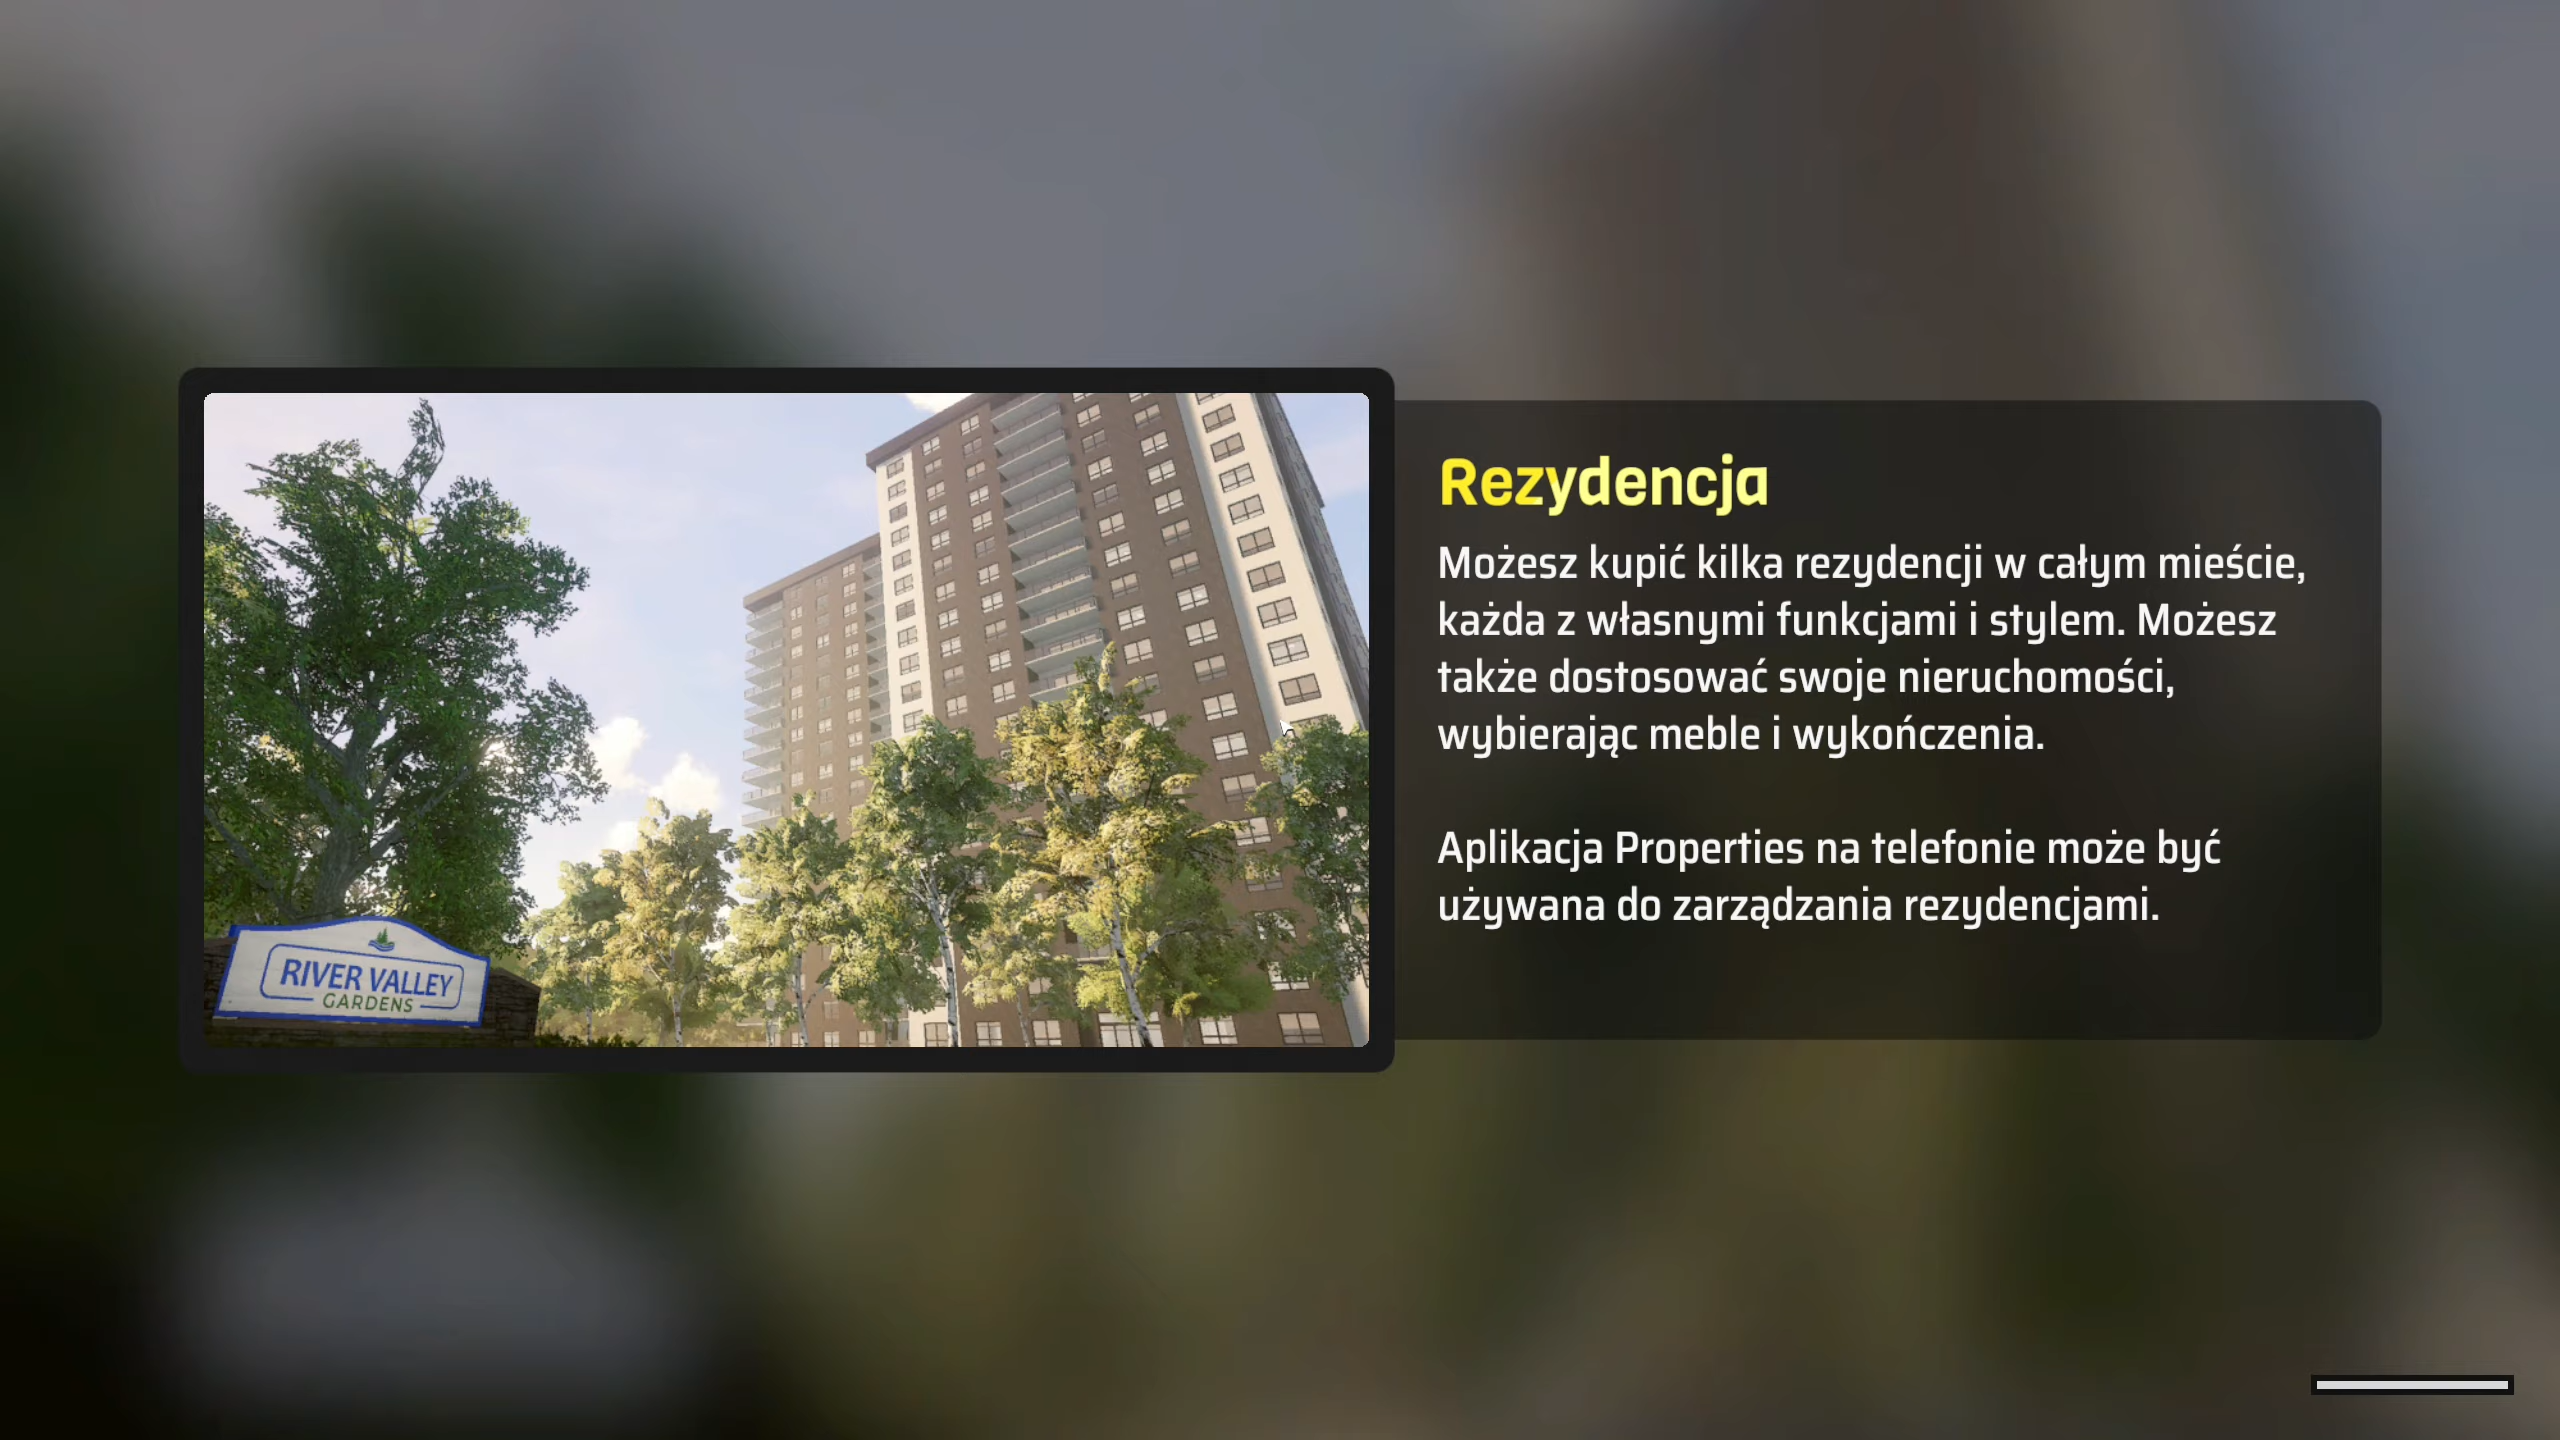 Rezydencja
Możesz kupić kilka rezydencji w całym mieście,
każda z własnymi funkcjami i stylem. Możesz
także dostosować swoje nieruchomości,
wybierając meble i wykończenia.
Aplikacja Properties na telefonie może być
używana do zarządzania rezydencjami.
RIVER VALLEY
GARDENS